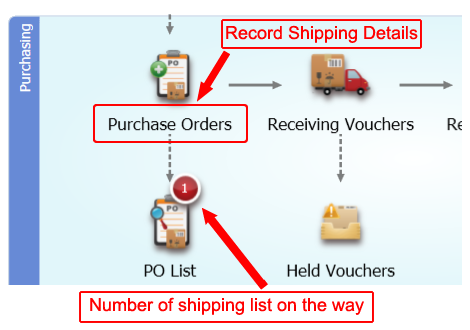 Purchasing
Record Shipping Details
PO
Purchase Orders
Receiving Vouchers
Re
1
PO
PO List
Held Vouchers
Number of shipping list on the way